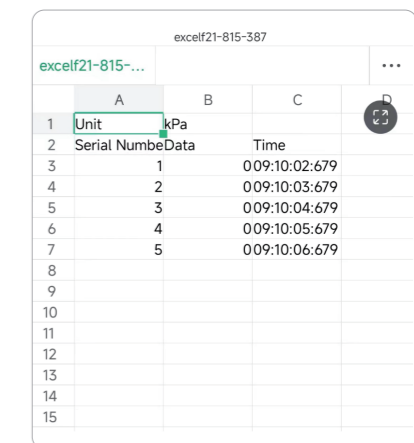 excelf21-815-387
excelf21-815-... ...
A B C D
1 Unit kPa
2 Serial Numbe Data Time
3 1 0 09:10:02:679
4 2 0 09:10:03:679
5 3 0 09:10:04:679
6 4 0 09:10:05:679
7 5 0 09:10:06:679
8
9
10
11
12
13
14
15